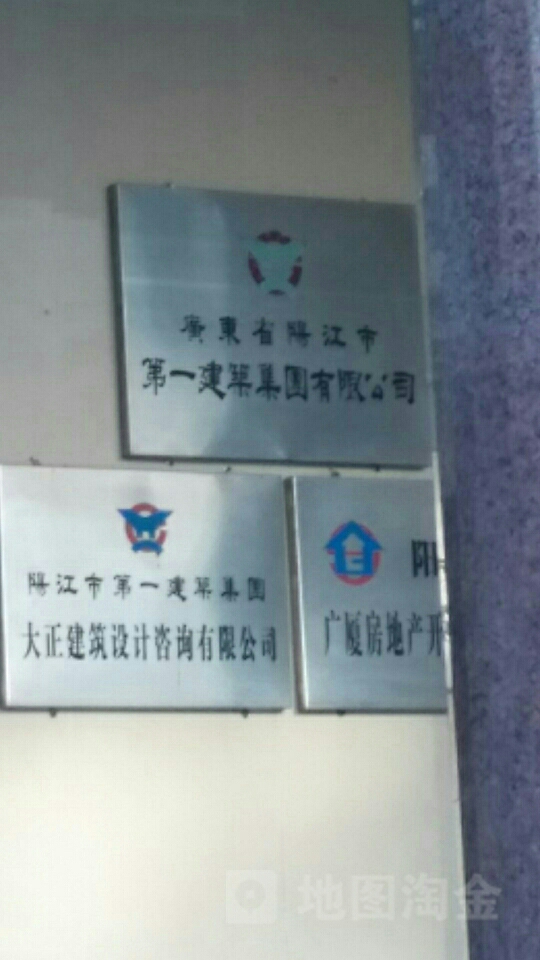 廣東省陽江市
第一建築集團有限公司
陽江市第一建築集團
大正建筑设计咨询有限公司
阳
广厦房地产开
地图淘金